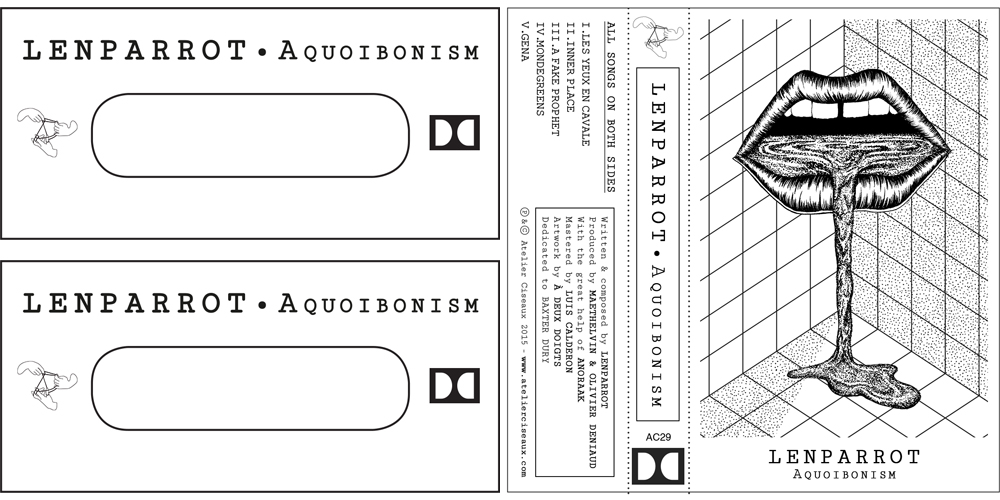 LENPARROT • AQUOIBONISM
LENPARROT • AQUOIBONISM
ALL SONGS ON BOTH SIDES
I.LES YEUX EN CAVALE
II.INNER PLACE
III.A FAKE PROPHET
IV.MONDEGREENS
V.GENA
Written & composed by LENPARROT
Produced by MAETHELVIN & OLIVIER DENIAUD
With the great help of ANORAAK
Mastered by LUIS CALDERON
Artwork by À DEUX DOIGTS
Dedicated to BAXTER DURY
℗&© Atelier Ciseaux 2015 - www.atelierciseaux.com
LENPARROT • AQUOIBONISM
AC29
LENPARROT
AQUOIBONISM